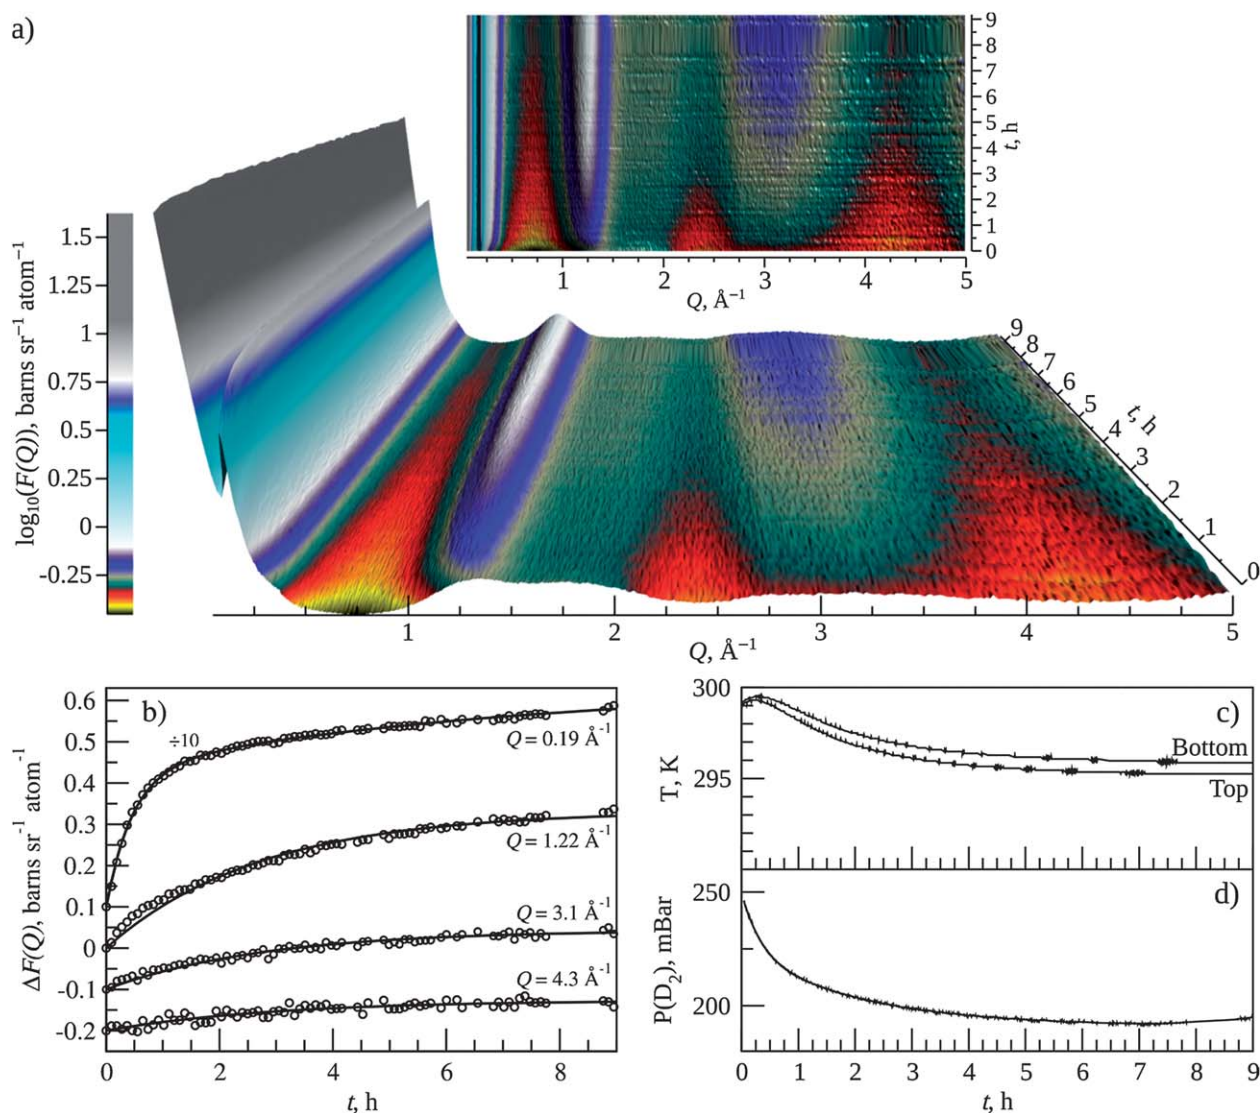 a)
9
8
7
6
5
4
3
2
1
0
t, h
1 2 3 4 5
Q, Å⁻¹
log₁₀(F(Q)), barns sr⁻¹ atom⁻¹
1.5
1.25
1
0.75
0.5
0.25
0
-0.25
9
8
7
6
5
4
3
2
1
0
t, h
1 2 3 4 5
Q, Å⁻¹
b)
ΔF(Q), barns sr⁻¹ atom⁻¹
0.6
0.5
0.4
0.3
0.2
0.1
0
-0.1
-0.2
÷10
Q = 0.19 Å⁻¹
Q = 1.22 Å⁻¹
Q = 3.1 Å⁻¹
Q = 4.3 Å⁻¹
0 2 4 6 8
t, h
c)
T, K
300
295
Bottom
Top
d)
P(D₂), mBar
250
200
0 1 2 3 4 5 6 7 8 9
t, h